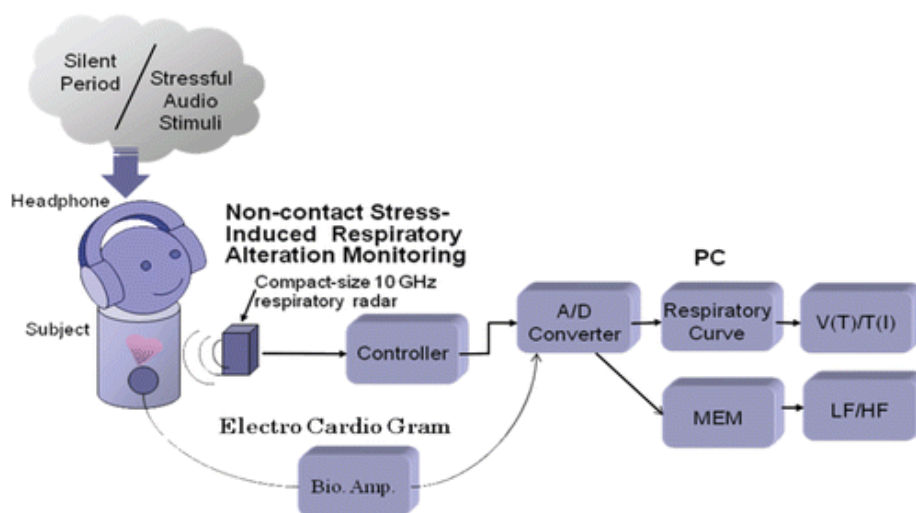 Silent
Period
Stressful
Audio
Stimuli
Headphone
Non-contact Stress-
Induced Respiratory
Alteration Monitoring
Compact-size 10 GHz
respiratory radar
PC
Subject
Controller
A/D
Converter
Respiratory
Curve
V(T)/T(I)
MEM
LF/HF
Electro Cardio Gram
Bio. Amp.